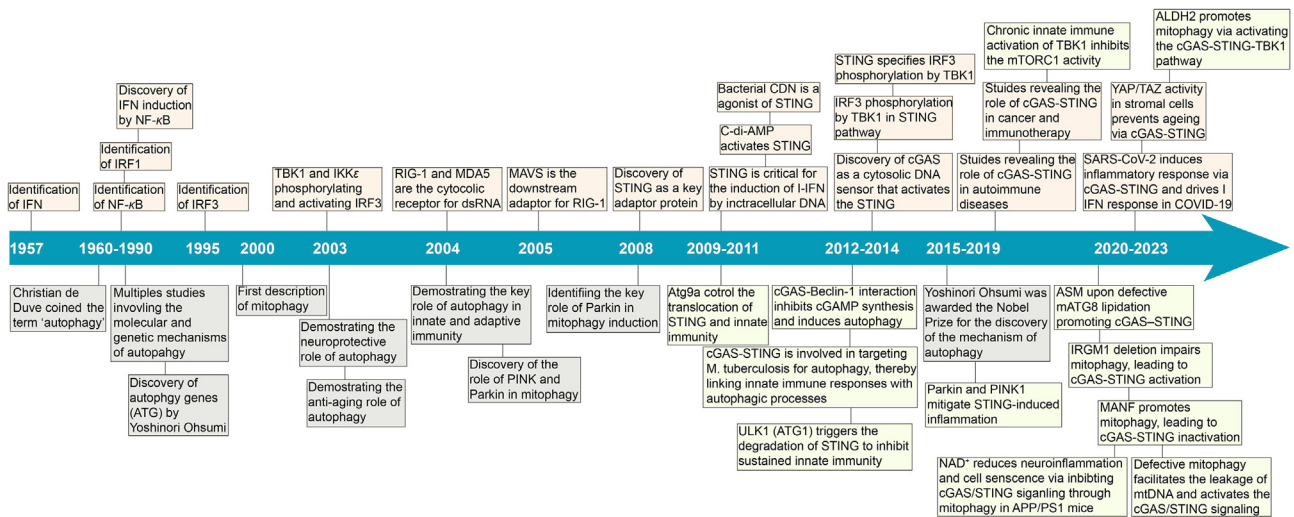 ALDH2 promotes
mitophagy via activating
the cGAS-STING-TBK1
pathway
Chronic innate immune
activation of TBK1 inhibits
the mTORC1 activity
STING specifies IRF3
phosphorylation by TBK1
Discovery of
IFN induction
by NF-κB
Bacterial CDN is a
agonist of STING
IRF3 phosphorylation
by TBK1 in STING
pathway
Stuides revealing the
role of cGAS-STING
in cancer and
immunotherapy
YAP/TAZ activity
in stromal cells
prevents ageing
via cGAS-STING
Identification
of IRF1
C-di-AMP
activates STING
Identification
of IFN
Identification
of NF-κB
Identification
of IRF3
TBK1 and IKKε
phosphorylating
and activating IRF3
RIG-1 and MDA5
are the cytocolic
receptor for dsRNA
MAVS is the
downstream
adaptor for RIG-1
Discovery of
STING as a key
adaptor protein
STING is critical for
the induction of I-IFN
by inctracellular DNA
Discovery of cGAS
as a cytosolic DNA
sensor that activates
the STING
Stuides revealing the
role of cGAS-STING
in autoimmune
diseases
SARS-CoV-2 induces
inflammatory response via
cGAS-STING and drives I
IFN response in COVID-19
1957
1960-1990
1995
2000
2003
2004
2005
2008
2009-2011
2012-2014
2015-2019
2020-2023
Christian de
Duve coined the
term ‘autophagy’
Multiples studies
involving the
molecular and
genetic mechanisms
of autopahgy
Discovery of
autophgy genes
(ATG) by
Yoshinori Ohsumi
First description
of mitophagy
Demostrating the
neuroprotective
role of autophagy
Demostrating the
anti-aging role of
autophagy
Demostrating the key
role of autophagy in
innate and adaptive
immunity
Discovery of the
role of PINK and
Parkin in mitophagy
Identifiing the key
role of Parkin in
mitophagy induction
Atg9a cotrol the
translocation of
STING and innate
immunity
cGAS-Beclin-1 interaction
inhibits cGAMP synthesis
and induces autophagy
cGAS-STING is involved in targeting
M. tuberculosis for autophagy, thereby
linking innate immune responses with
autophagic processes
ULK1 (ATG1) triggers the
degradation of STING to inhibit
sustained innate immunity
Yoshinori Ohsumi was
awarded the Nobel
Prize for the discovery
of the mechanism of
autophagy
Parkin and PINK1
mitigate STING-induced
inflammation
ASM upon defective
mATG8 lipidation
promoting cGAS–STING
IRGM1 deletion impairs
mitophagy, leading to
cGAS-STING activation
MANF promotes
mitophagy, leading to
cGAS-STING inactivation
NAD⁺ reduces neuroinflammation
and cell senscence via inibiting
cGAS/STING siganling through
mitophagy in APP/PS1 mice
Defective mitophagy
facilitates the leakage of
mtDNA and activates the
cGAS/STING signaling